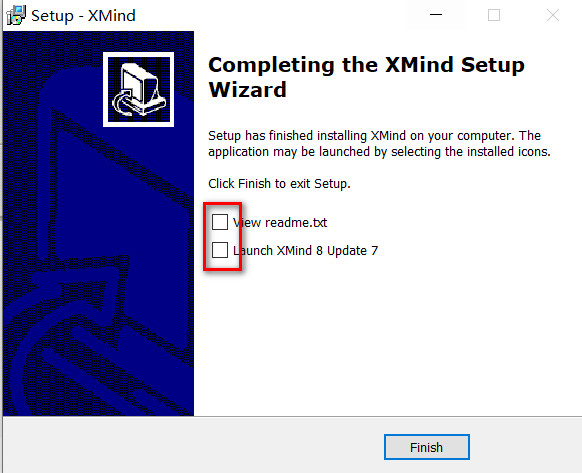 Setup - XMind
Completing the XMind Setup
Wizard
Setup has finished installing XMind on your computer. The
application may be launched by selecting the installed icons.
Click Finish to exit Setup.
View readme.txt
Launch XMind 8 Update 7
Finish